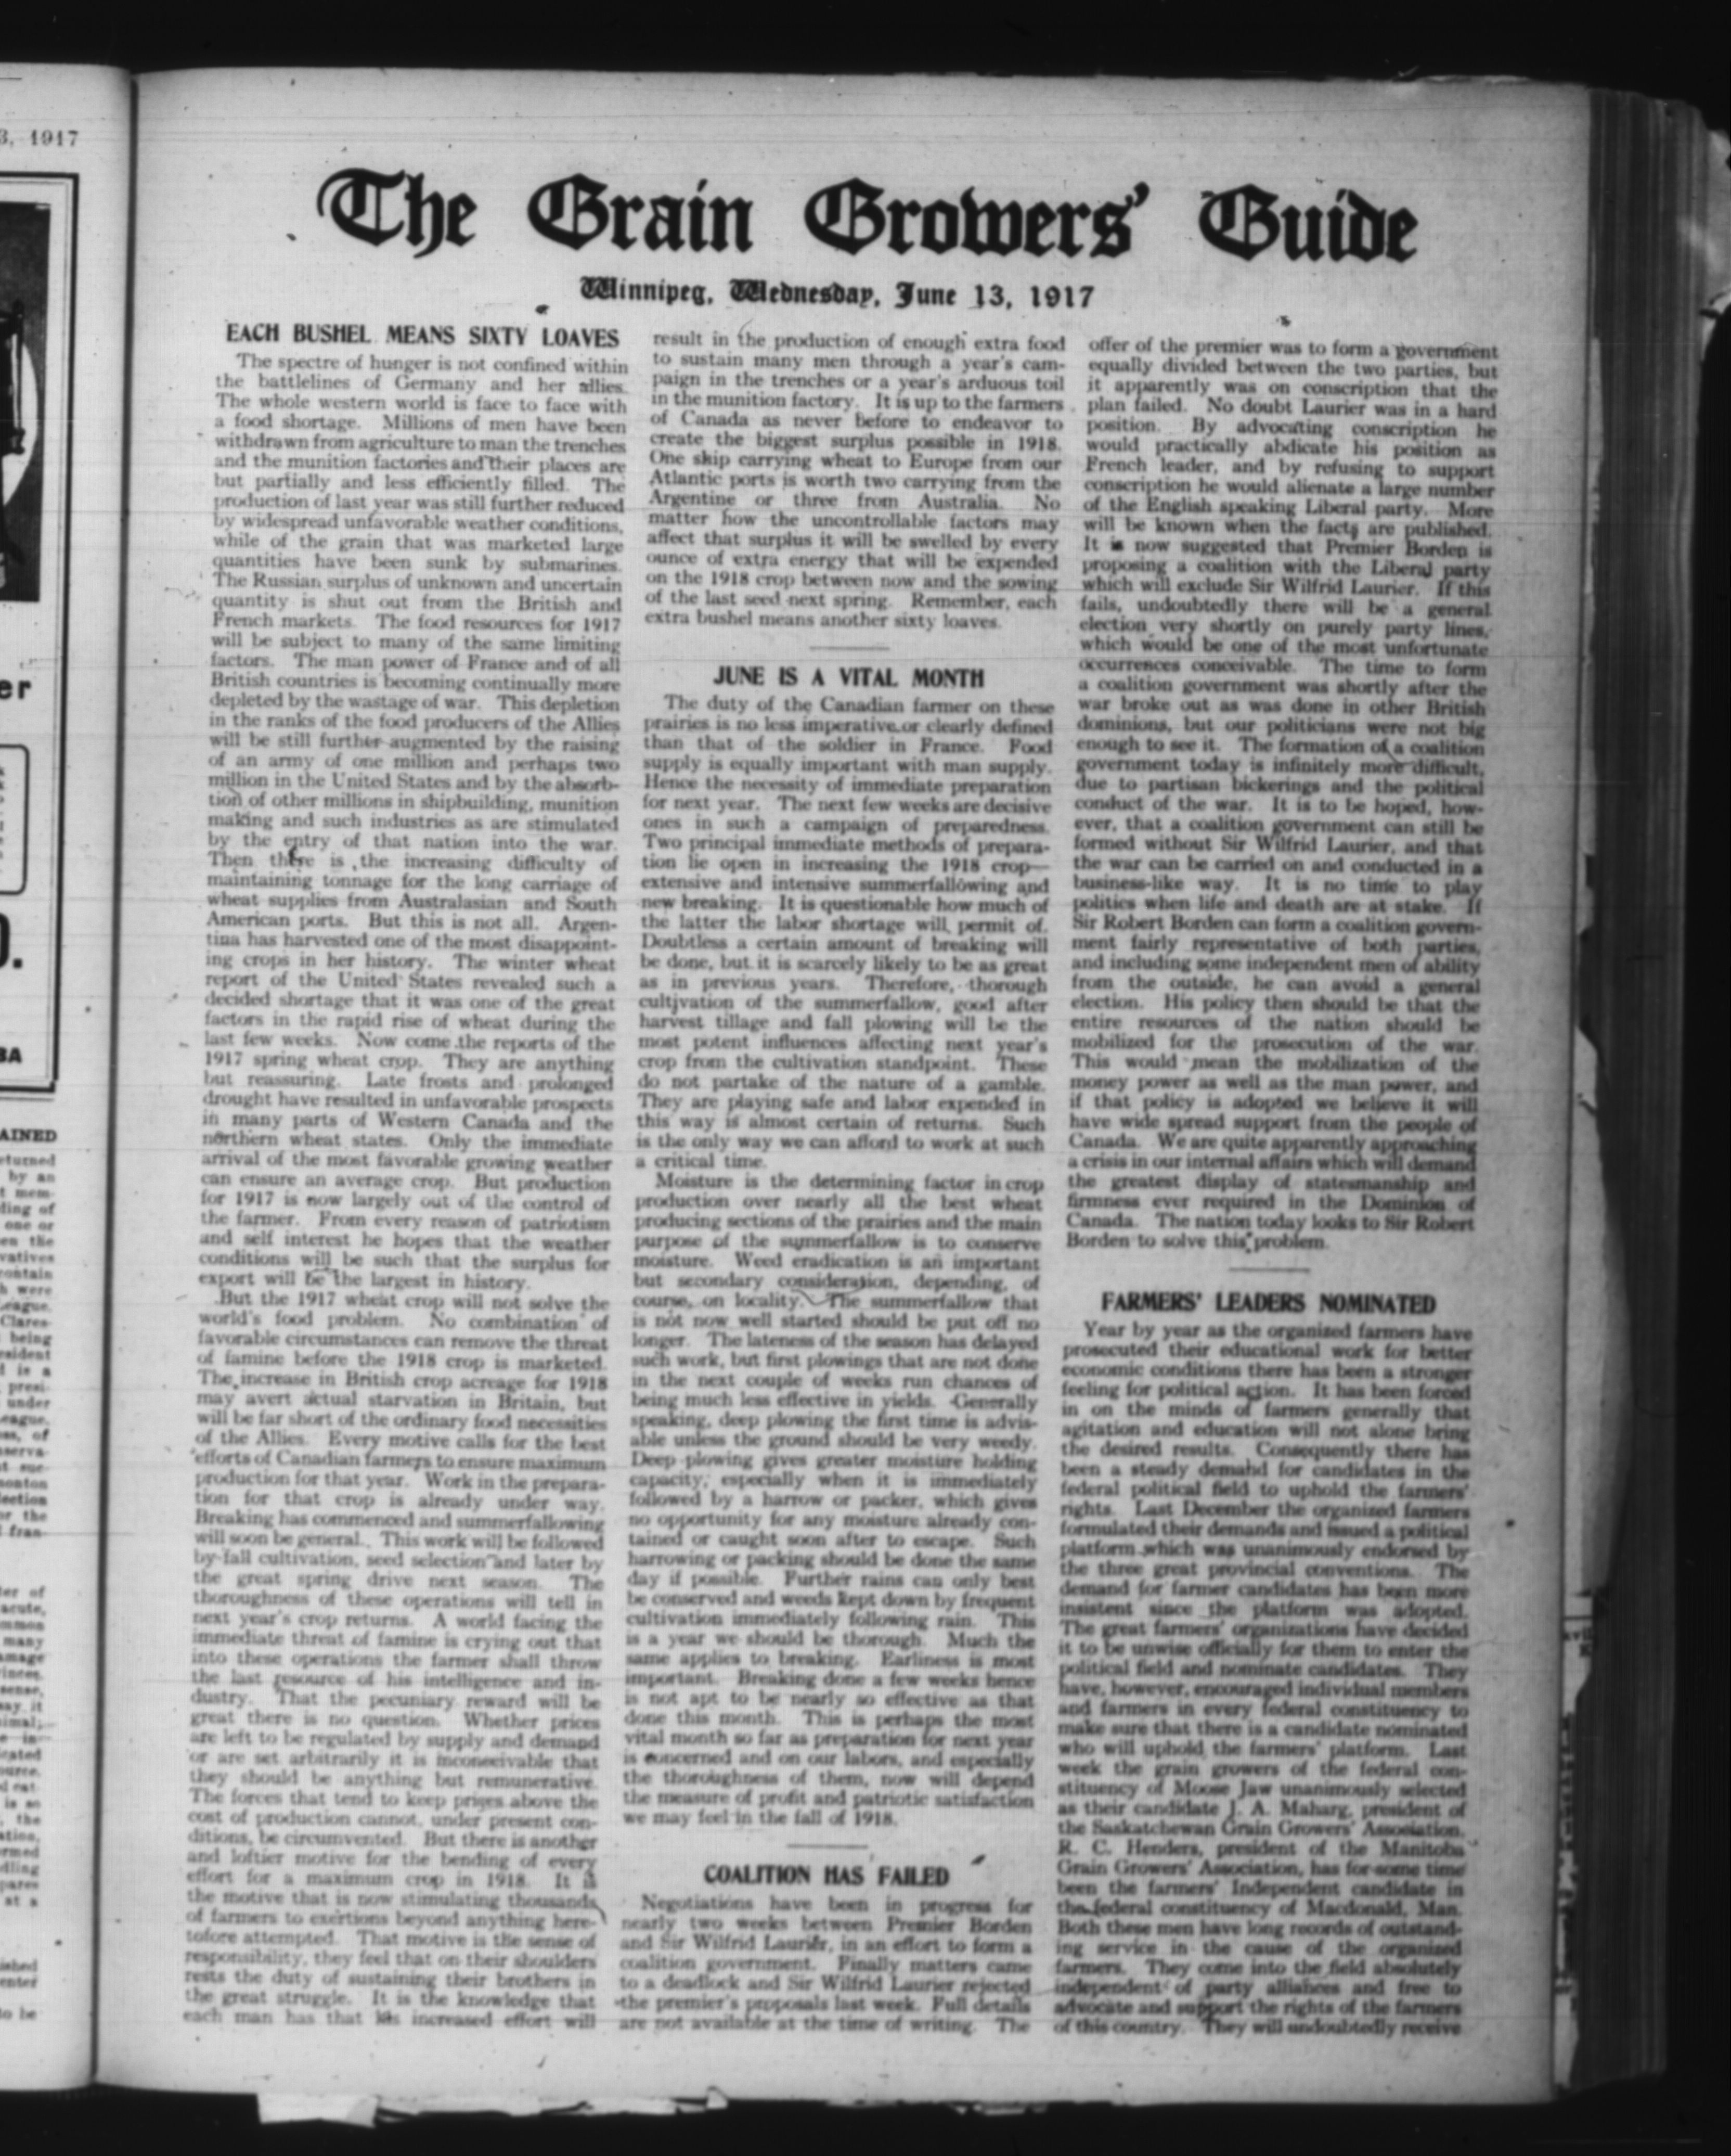 3, 1917
er
BA
AINED
The Grain Growers' Guide
Winnipeg, Wednesday, June 13, 1917
EACH BUSHEL MEANS SIXTY LOAVES
The spectre of hunger is not confined within
the battlelines of Germany and her allies.
The whole western world is face to face with
a food shortage. Millions of men have been
withdrawn from agriculture to man the trenches
and the munition factories and their places are
but partially and less efficiently filled. The
production of last year was still further reduced
by widespread unfavorable weather conditions,
while of the grain that was marketed large
quantities have been sunk by submarines.
The Russian surplus of unknown and uncertain
quantity is shut out from the British and
French markets. The food resources for 1917
will be subject to many of the same limiting
factors. The man power of France and of all
British countries is becoming continually more
depleted by the wastage of war. This depletion
in the ranks of the food producers of the Allies
will be still further augmented by the raising
of an army of one million and perhaps two
million in the United States and by the absorb-
tion of other millions in shipbuilding, munition
making and such industries as are stimulated
by the entry of that nation into the war.
Then there is the increasing difficulty of
maintaining tonnage for the long carriage of
wheat supplies from Australasian and South
American ports. But this is not all. Argen-
tina has harvested one of the most disappoint-
ing crops in her history. The winter wheat
report of the United States revealed such a
decided shortage that it was one of the great
factors in the rapid rise of wheat during the
last few weeks. Now come the reports of the
1917 spring wheat crop. They are anything
but reassuring. Late frosts and prolonged
drought have resulted in unfavorable prospects
in many parts of Western Canada and the
northern wheat states. Only the immediate
arrival of the most favorable growing weather
can ensure an average crop. But production
for 1917 is now largely out of the control of
the farmer. From every reason of patriotism
and self interest he hopes that the weather
conditions will be such that the surplus for
export will be the largest in history.
But the 1917 wheat crop will not solve the
world's food problem. No combination of
favorable circumstances can remove the threat
of famine before the 1918 crop is marketed.
The increase in British crop acreage for 1918
may avert actual starvation in Britain, but
will be far short of the ordinary food necessities
of the Allies. Every motive calls for the best
efforts of Canadian farmers to ensure maximum
production for that year. Work in the prepara-
tion for that crop is already under way.
Breaking has commenced and summerfallowing
will soon be general. This work will be followed
by fall cultivation, seed selection and later by
the great spring drive next season. The
thoroughness of these operations will tell in
next year's crop returns. A world facing the
immediate threat of famine is crying out that
into these operations the farmer shall throw
the last resource of his intelligence and in-
dustry. That the pecuniary reward will be
great there is no question. Whether prices
are left to be regulated by supply and demand
or are set arbitrarily it is inconceivable that
they should be anything but remunerative.
The forces that tend to keep prices above the
cost of production cannot, under present con-
ditions, be circumvented. But there is another
and loftier motive for the bending of every
effort for a maximum crop in 1918. It is
the motive that is now stimulating thousands
of farmers to exertions beyond anything here-
tofore attempted. That motive is the sense of
responsibility, they feel that on their shoulders
rests the duty of sustaining their brothers in
the great struggle. It is the knowledge that
each man has that his increased effort will
result in the production of enough extra food
to sustain many men through a year's cam-
paign in the trenches or a year's arduous toil
in the munition factory. It is up to the farmers
of Canada as never before to endeavor to
create the biggest surplus possible in 1918.
One skip carrying wheat to Europe from our
Atlantic ports is worth two carrying from the
Argentine or three from Australia. No
matter how the uncontrollable factors may
affect that surplus it will be swelled by every
ounce of extra energy that will be expended
on the 1918 crop between now and the sowing
of the last seed next spring. Remember, each
extra bushel means another sixty loaves.
JUNE IS A VITAL MONTH
The duty of the Canadian farmer on these
prairies is no less imperative or clearly defined
than that of the soldier in France. Food
supply is equally important with man supply.
Hence the necessity of immediate preparation
for next year. The next few weeks are decisive
ones in such a campaign of preparedness.
Two principal immediate methods of prepara-
tion lie open in increasing the 1918 crop—
extensive and intensive summerfallowing and
new breaking. It is questionable how much of
the latter the labor shortage will permit of.
Doubtless a certain amount of breaking will
be done, but it is scarcely likely to be as great
as in previous years. Therefore, thorough
cultivation of the summerfallow, good after
harvest tillage and fall plowing will be the
most potent influences affecting next year's
crop from the cultivation standpoint. These
do not partake of the nature of a gamble.
They are playing safe and labor expended in
this way is almost certain of returns. Such
is the only way we can afford to work at such
a critical time.
Moisture is the determining factor in crop
production over nearly all the best wheat
producing sections of the prairies and the main
purpose of the summerfallow is to conserve
moisture. Weed eradication is an important
but secondary consideration, depending, of
course, on locality. The summerfallow that
is not now well started should be put off no
longer. The lateness of the season has delayed
such work, but first plowings that are not done
in the next couple of weeks run chances of
being much less effective in yields. Generally
speaking, deep plowing the first time is advis-
able unless the ground should be very weedy.
Deep plowing gives greater moisture holding
capacity, especially when it is immediately
followed by a harrow or packer, which gives
no opportunity for any moisture already con-
tained or caught soon after to escape. Such
harrowing or packing should be done the same
day if possible. Further rains can only best
be conserved and weeds kept down by frequent
cultivation immediately following rain. This
is a year we should be thorough. Much the
same applies to breaking. Earliness is most
important. Breaking done a few weeks hence
is not apt to be nearly so effective as that
done this month. This is perhaps the most
vital month so far as preparation for next year
is concerned and on our labors, and especially
the thoroughness of them, now will depend
the measure of profit and patriotic satisfaction
we may feel in the fall of 1918.
COALITION HAS FAILED
Negotiations have been in progress for
nearly two weeks between Premier Borden
and Sir Wilfrid Laurier, in an effort to form a
coalition government. Finally matters came
to a deadlock and Sir Wilfrid Laurier rejected
the premier's proposals last week. Full details
are not available at the time of writing. The
offer of the premier was to form a government
equally divided between the two parties, but
it apparently was on conscription that the
plan failed. No doubt Laurier was in a hard
position. By advocating conscription he
would practically abdicate his position as
French leader, and by refusing to support
conscription he would alienate a large number
of the English speaking Liberal party. More
will be known when the facts are published.
It is now suggested that Premier Borden is
proposing a coalition with the Liberal party
which will exclude Sir Wilfrid Laurier. If this
fails, undoubtedly there will be a general
election very shortly on purely party lines,
which would be one of the most unfortunate
occurrences conceivable. The time to form
a coalition government was shortly after the
war broke out as was done in other British
dominions, but our politicians were not big
enough to see it. The formation of a coalition
government today is infinitely more difficult,
due to partisan bickerings and the political
conduct of the war. It is to be hoped, how-
ever, that a coalition government can still be
formed without Sir Wilfrid Laurier, and that
the war can be carried on and conducted in a
business-like way. It is no time to play
politics when life and death are at stake. If
Sir Robert Borden can form a coalition govern-
ment fairly representative of both parties,
and including some independent men of ability
from the outside, he can avoid a general
election. His policy then should be that the
entire resources of the nation should be
mobilized for the prosecution of the war.
This would mean the mobilization of the
money power as well as the man power, and
if that policy is adopted we believe it will
have wide spread support from the people of
Canada. We are quite apparently approaching
a crisis in our internal affairs which will demand
the greatest display of statesmanship and
firmness ever required in the Dominion of
Canada. The nation today looks to Sir Robert
Borden to solve this problem.
FARMERS' LEADERS NOMINATED
Year by year as the organized farmers have
prosecuted their educational work for better
economic conditions there has been a stronger
feeling for political action. It has been forced
in on the minds of farmers generally that
agitation and education will not alone bring
the desired results. Consequently there has
been a steady demand for candidates in the
federal political field to uphold the farmers'
rights. Last December the organized farmers
formulated their demands and issued a political
platform which was unanimously endorsed by
the three great provincial conventions. The
demand for farmer candidates has been more
insistent since the platform was adopted.
The great farmers' organizations have decided
it to be unwise officially for them to enter the
political field and nominate candidates. They
have, however, encouraged individual members
and farmers in every federal constituency to
make sure that there is a candidate nominated
who will uphold the farmers' platform. Last
week the grain growers of the federal con-
stituency of Moose Jaw unanimously selected
as their candidate J. A. Maharg, president of
the Saskatchewan Grain Growers' Association.
R. C. Henders, president of the Manitoba
Grain Growers' Association, has for some time
been the farmers' Independent candidate in
the federal constituency of Macdonald, Man.
Both these men have long records of outstand-
ing service in the cause of the organized
farmers. They come into the field absolutely
independent of party alliances and free to
advocate and support the rights of the farmers
of this country. They will undoubtedly receive